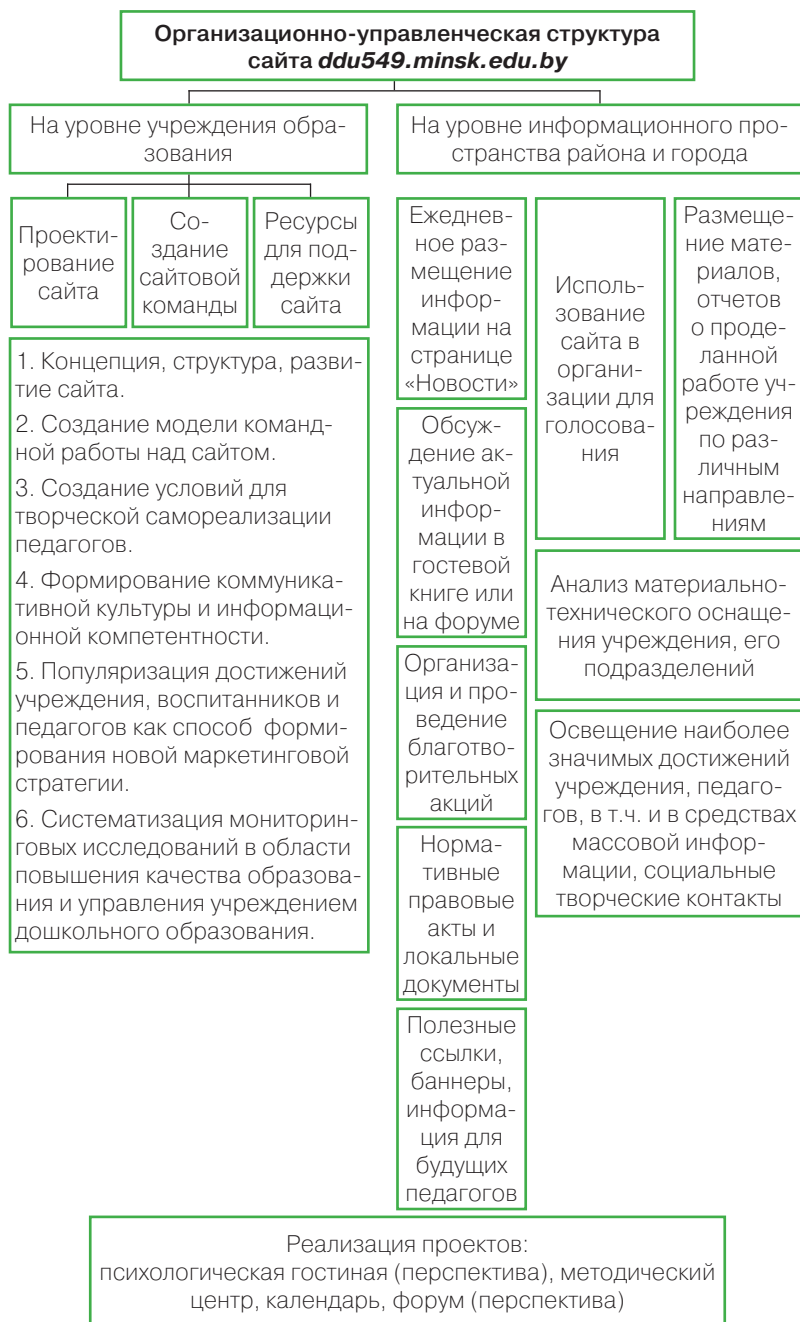 Организационно-управленческая структура
сайта ddu549.minsk.edu.by
На уровне учреждения обра-
зования
На уровне информационного про-
странства района и города
Проекти-
рование
сайта
Со-
здание
сайтовой
команды
Ресурсы
для под-
держки
сайта
1. Концепция, структура, разви-
тие сайта.
2. Создание модели команд-
ной работы над сайтом.
3. Создание условий для
творческой самореализации
педагогов.
4. Формирование коммуника-
тивной культуры и информаци-
онной компетентности.
5. Популяризация достижений
учреждения, воспитанников и
педагогов как способ форми-
рования новой маркетинговой
стратегии.
6. Систематизация мониторин-
говых исследований в области
повышения качества образова-
ния и управления учреждением
дошкольного образования.
Ежеднев-
ное раз-
мещение
инфор-
мации на
странице
«Новости»
Обсуж-
дение ак-
туальной
инфор-
мации в
гостевой
книге или
на форуме
Организа-
ция и про-
ведение
благотво-
рительных
акций
Норма-
тивные
правовые
акты и
локальные
документы
Полезные
ссылки,
баннеры,
информа-
ция для
будущих
педагогов
Исполь-
зование
сайта в
органи-
зации для
голосова-
ния
Размеще-
ние мате-
риалов,
отчетов
о проде-
ланной
работе уч-
реждения
по раз-
личным
направле-
ниям
Анализ материально-
технического оснаще-
ния учреждения, его
подразделений
Освещение наиболее
значимых достижений
учреждения, педаго-
гов, в т.ч. и в средствах
массовой инфор-
мации, социальные
творческие контакты
Реализация проектов:
психологическая гостиная (перспектива), методический
центр, календарь, форум (перспектива)